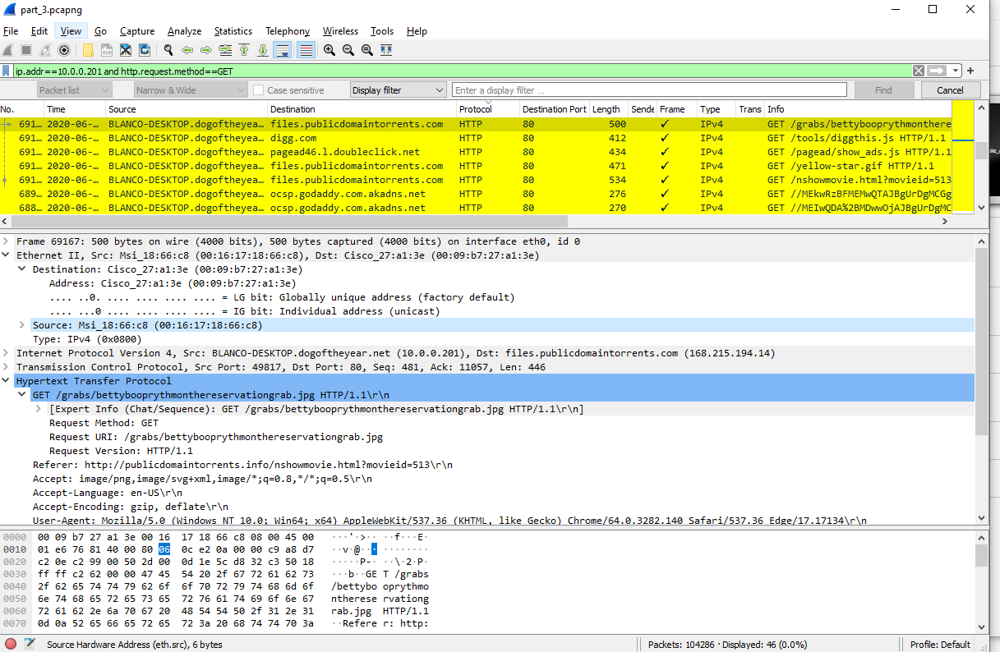 part_3.pcapng
File Edit View Go Capture Analyze Statistics Telephony Wireless Tools Help
ip.addr==10.0.0.201 and http.request.method==GET
Packet list Narrow & Wide Case sensitive Display filter Enter a display filter ... Find Cancel
No. Time Source Destination Protocol Destination Port Length Sende Frame Type Trans Info
691… 2020-06-… BLANCO-DESKTOP.dogoftheyea… files.publicdomaintorrents.com HTTP 80 500 ✓ IPv4 GET /grabs/bettybooprythmonthere
691… 2020-06-… BLANCO-DESKTOP.dogoftheyea… digg.com HTTP 80 412 ✓ IPv4 GET /tools/diggthis.js HTTP/1.1
691… 2020-06-… BLANCO-DESKTOP.dogoftheyea… pagead46.l.doubleclick.net HTTP 80 434 ✓ IPv4 GET /pagead/show_ads.js HTTP/1.1
691… 2020-06-… BLANCO-DESKTOP.dogoftheyea… files.publicdomaintorrents.com HTTP 80 471 ✓ IPv4 GET /yellow-star.gif HTTP/1.1
691… 2020-06-… BLANCO-DESKTOP.dogoftheyea… files.publicdomaintorrents.com HTTP 80 534 ✓ IPv4 GET /nshowmovie.html?movieid=513
689… 2020-06-… BLANCO-DESKTOP.dogoftheyea… ocsp.godaddy.com.akadns.net HTTP 80 276 ✓ IPv4 GET //MEkwRzBFMEMwQTAJBgUrDgMCGg
688… 2020-06-… BLANCO-DESKTOP.dogoftheyea… ocsp.godaddy.com.akadns.net HTTP 80 270 ✓ IPv4 GET //MEIwQDA%2BMDwwOjAJBgUrDgMC
Frame 69167: 500 bytes on wire (4000 bits), 500 bytes captured (4000 bits) on interface eth0, id 0
Ethernet II, Src: Msi_18:66:c8 (00:16:17:18:66:c8), Dst: Cisco_27:a1:3e (00:09:b7:27:a1:3e)
Destination: Cisco_27:a1:3e (00:09:b7:27:a1:3e)
Address: Cisco_27:a1:3e (00:09:b7:27:a1:3e)
.... ..0. .... .... .... .... = LG bit: Globally unique address (factory default)
.... ...0 .... .... .... .... = IG bit: Individual address (unicast)
Source: Msi_18:66:c8 (00:16:17:18:66:c8)
Type: IPv4 (0x0800)
Internet Protocol Version 4, Src: BLANCO-DESKTOP.dogoftheyear.net (10.0.0.201), Dst: files.publicdomaintorrents.com (168.215.194.14)
Transmission Control Protocol, Src Port: 49817, Dst Port: 80, Seq: 481, Ack: 11057, Len: 446
Hypertext Transfer Protocol
GET /grabs/bettybooprythmonthereservationgrab.jpg HTTP/1.1\r\n
[Expert Info (Chat/Sequence): GET /grabs/bettybooprythmonthereservationgrab.jpg HTTP/1.1\r\n]
Request Method: GET
Request URI: /grabs/bettybooprythmonthereservationgrab.jpg
Request Version: HTTP/1.1
Referer: http://publicdomaintorrents.info/nshowmovie.html?movieid=513\r\n
Accept: image/png,image/svg+xml,image/*;q=0.8,*/*;q=0.5\r\n
Accept-Language: en-US\r\n
Accept-Encoding: gzip, deflate\r\n
User-Agent: Mozilla/5.0 (Windows NT 10.0; Win64; x64) AppleWebKit/537.36 (KHTML, like Gecko) Chrome/64.0.3282.140 Safari/537.36 Edge/17.17134\r\n
0000 00 09 b7 27 a1 3e 00 16 17 18 66 c8 08 00 45 00 ···'·>·· ··f···E·
0010 01 e6 76 81 40 00 80 06 0c e2 0a 00 00 c9 a8 d7 ··v·@··· ········
0020 c2 0e c2 99 00 50 2d 00 0d 1e 5c d8 32 c3 50 18 ·····P-· ··\·2·P·
0030 ff ff c2 62 00 00 47 45 54 20 2f 67 72 61 62 73 ···b··GE T /grabs
0040 2f 62 65 74 74 79 62 6f 6f 70 72 79 74 68 6d 6f /bettybo oprythmo
0050 6e 74 68 65 72 65 73 65 72 76 61 74 69 6f 6e 67 ntherese rvationg
0060 72 61 62 2e 6a 70 67 20 48 54 54 50 2f 31 2e 31 rab.jpg HTTP/1.1
0070 0d 0a 52 65 66 65 72 65 72 3a 20 68 74 74 70 3a ··Refere r: http:
Source Hardware Address (eth.src), 6 bytes Packets: 104286 · Displayed: 46 (0.0%) Profile: Default